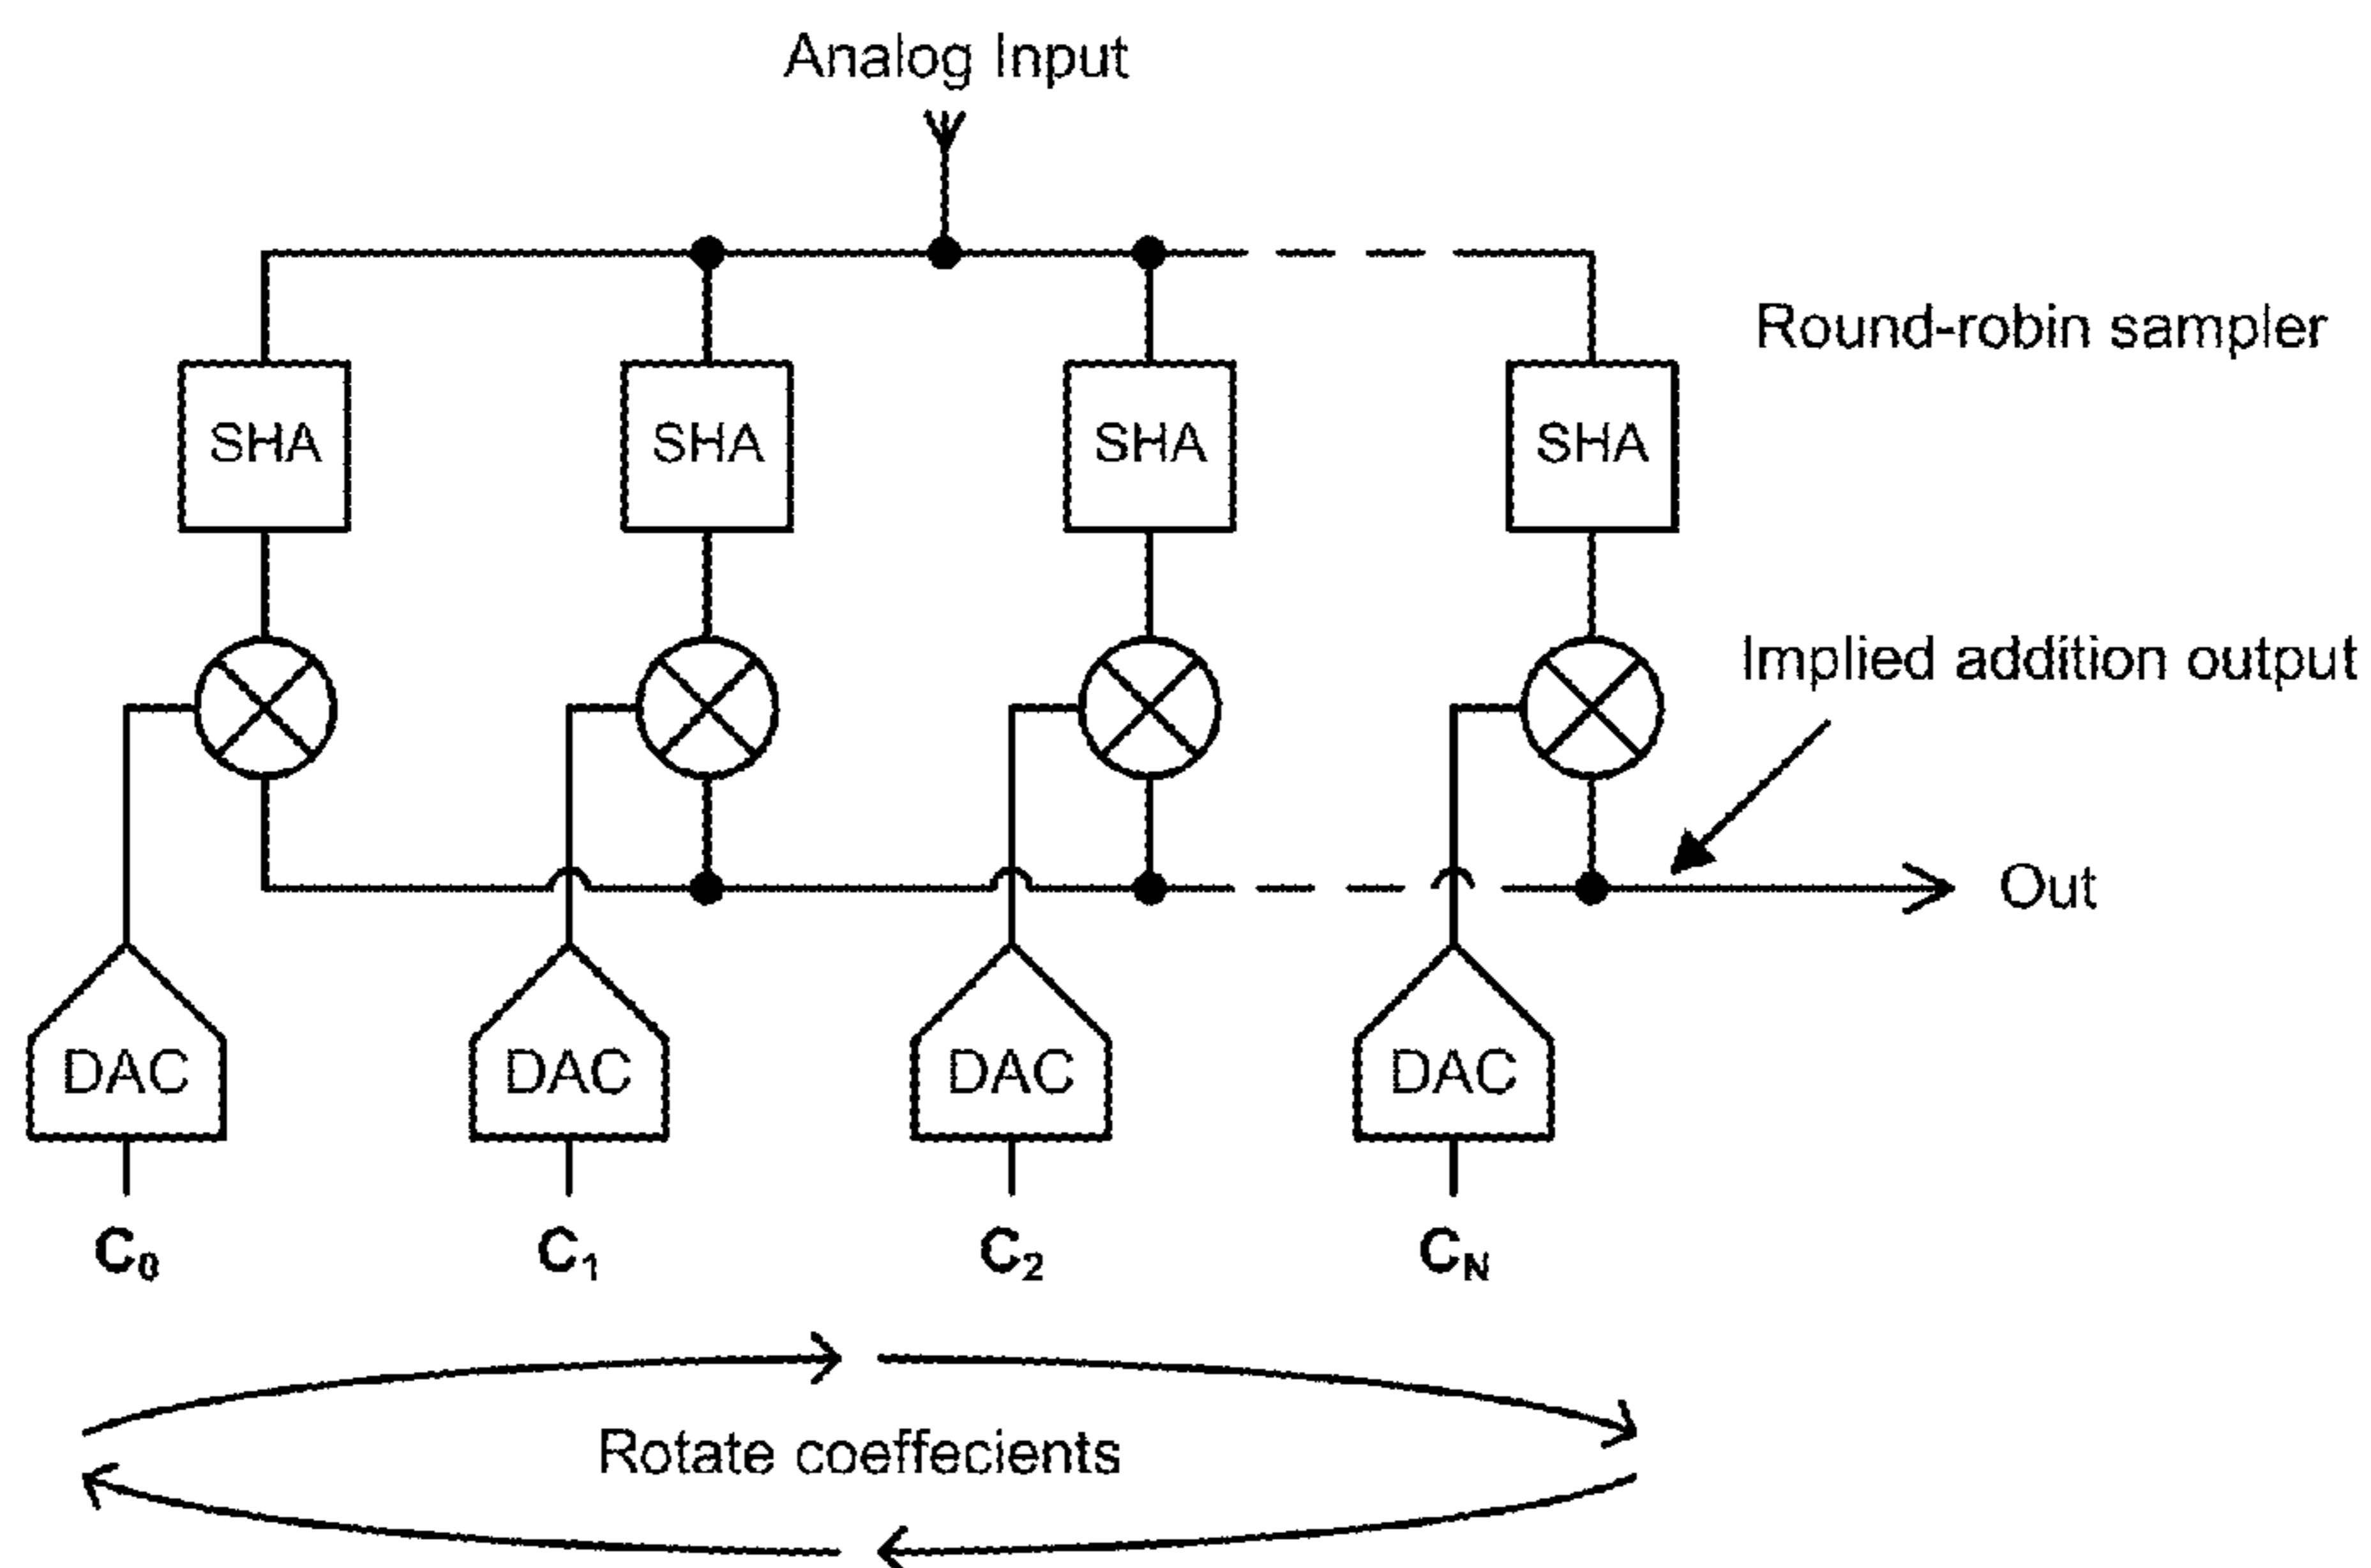 Analog Input
Round-robin sampler
SHA SHA SHA SHA
Implied addition output
Out
DAC DAC DAC DAC
C₀ C₁ C₂ C_N
Rotate coeffecients